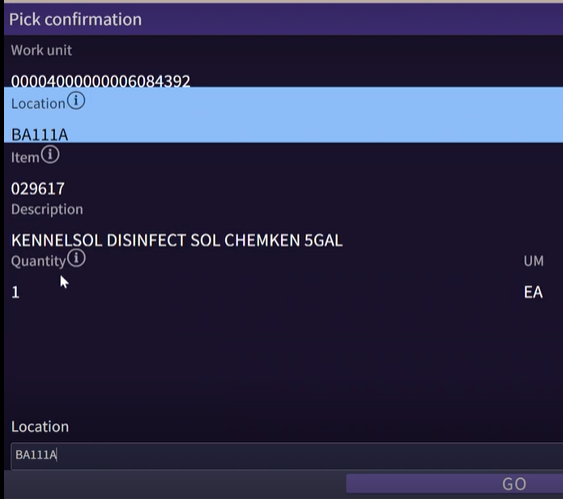 Pick confirmation
Work unit
00004000000006084392
Location
BA111A
Item
029617
Description
KENNELSOL DISINFECT SOL CHEMKEN 5GAL
Quantity UM
1 EA
Location
BA111A
GO